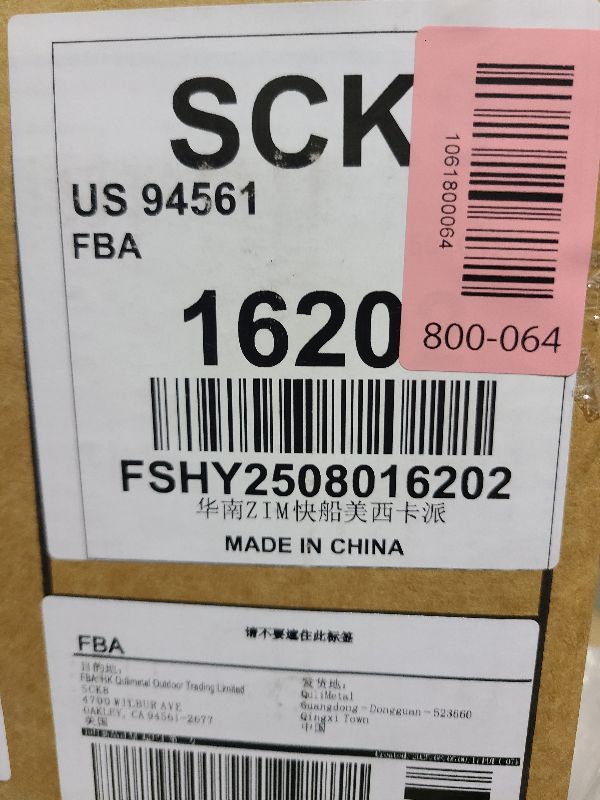 SCK
US 94561
FBA
1620
1061800064
800-064
FSHY2508016202
华南ZIM快船美西卡派
MADE IN CHINA
FBA
请不要遮住此标签
目的地:
FBA: HK Qulimetal Outdoor Trading Limited
SCK8
4700 WILBUR AVE
OAKLEY, CA 94561-2677
美国
发货地:
QuliMetal
Guangdong-Dongguan-523660
Qingxi Town
中国